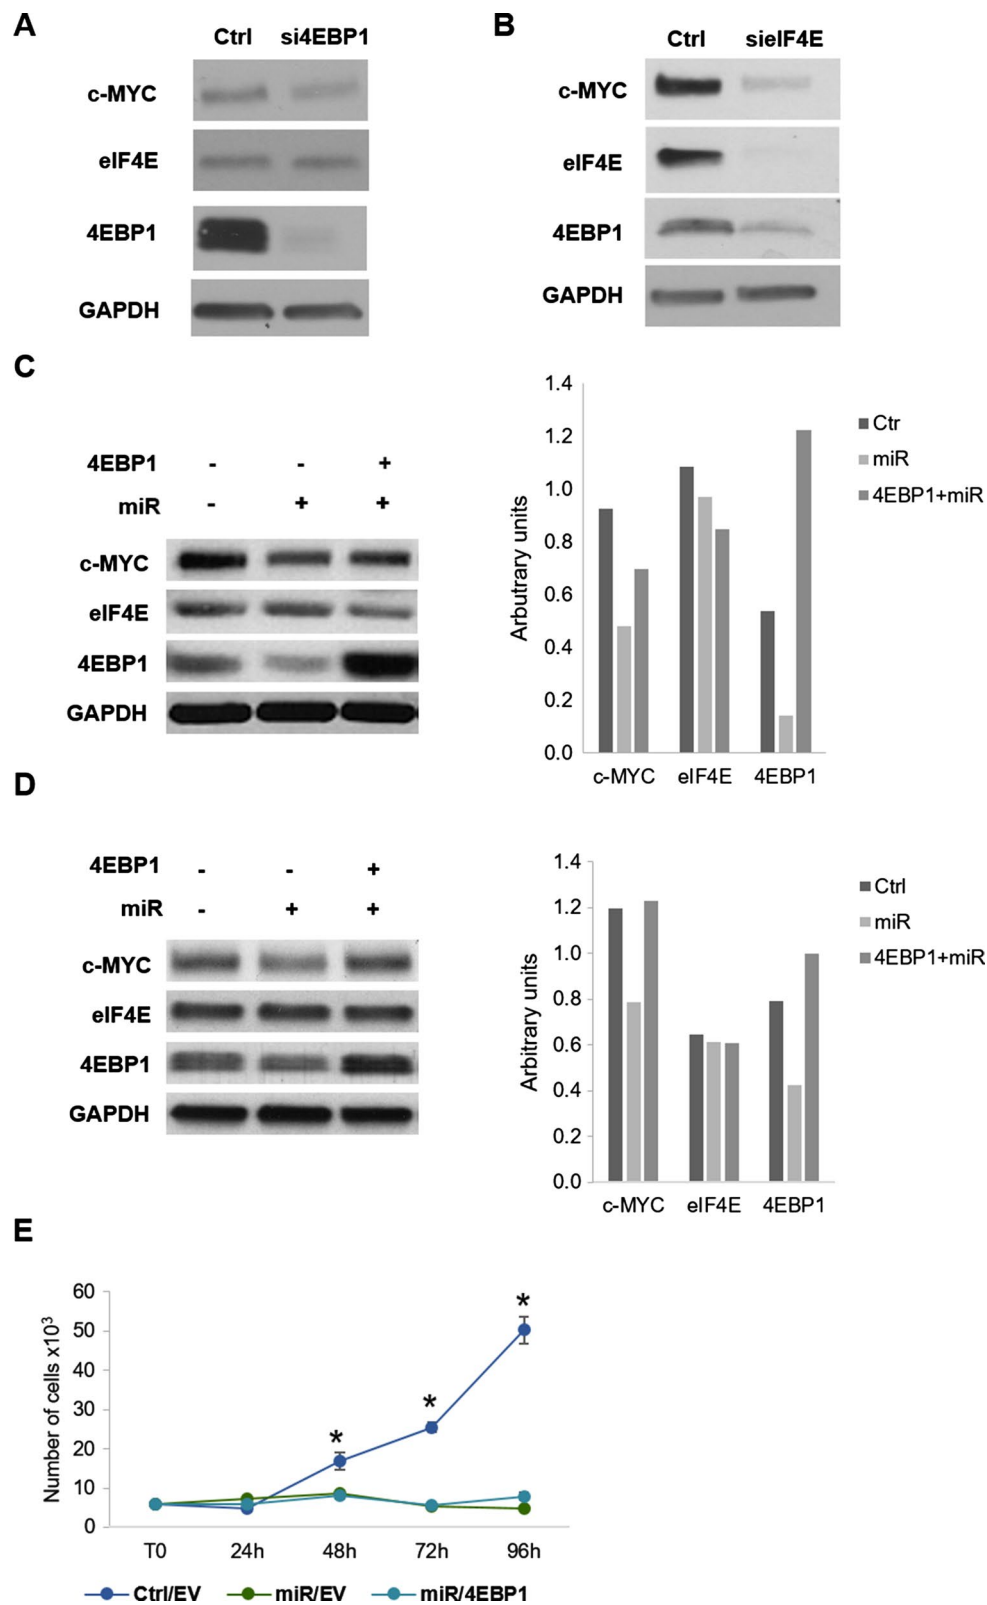 A
Ctrl si4EBP1
c-MYC
eIF4E
4EBP1
GAPDH
B
Ctrl sieIF4E
c-MYC
eIF4E
4EBP1
GAPDH
C
4EBP1 - - +
miR - + +
c-MYC
eIF4E
4EBP1
GAPDH
Arbutrary units
1.4
1.2
1.0
0.8
0.6
0.4
0.2
0.0
c-MYC eIF4E 4EBP1
Ctr
miR
4EBP1+miR
D
4EBP1 - - +
miR - + +
c-MYC
eIF4E
4EBP1
GAPDH
Arbitrary units
1.4
1.2
1.0
0.8
0.6
0.4
0.2
0.0
c-MYC eIF4E 4EBP1
Ctrl
miR
4EBP1+miR
E
Number of cells x10³
60
50
40
30
20
10
0
* * *
T0 24h 48h 72h 96h
Ctrl/EV miR/EV miR/4EBP1